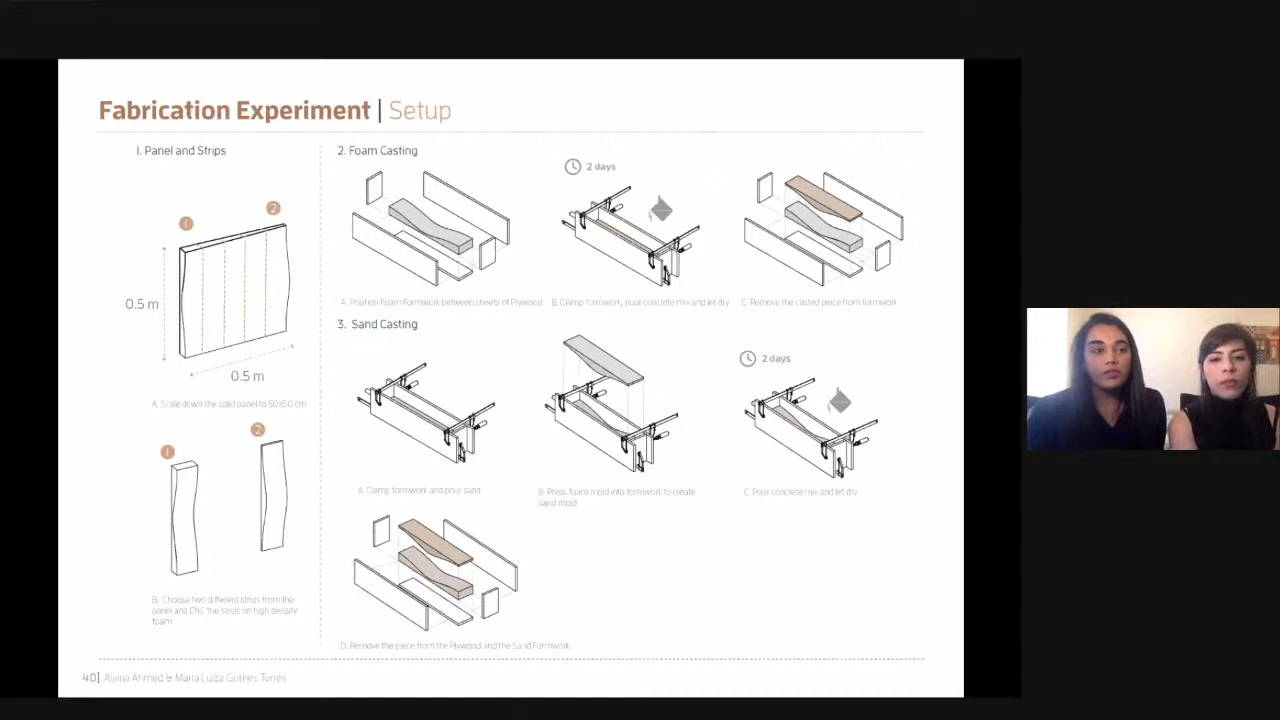 Fabrication Experiment | Setup
1. Panel and Strips
1
2
0.5 m
0.5 m
A. Scale down the solid panel to 50x50 cm
1
2
B. Choose two different strips from the
panel and CNC the strips on high density
foam
2. Foam Casting
2 days
A. Position Foam Formwork between sheets of Plywood
B. Clamp formwork, pour concrete mix and let dry
C. Remove the casted piece from formwork
3. Sand Casting
2 days
A. Clamp formwork and pour sand
B. Press foam mold into formwork to create
sand mold
C. Pour concrete mix and let dry
D. Remove the piece from the Plywood and the Sand Formwork
40| Alyina Ahmed & Maria Luiza Gumes Torres